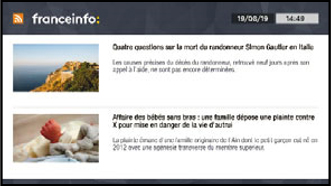 franceinfo:
19/08/19 14:49
Quatre questions sur la mort du randonneur Simon Gautier en Italie
Les causes précises du décès du randonneur, retrouvé neuf jours après son
appel à l'aide, ne sont pas encore déterminées.
Affaire des bébés sans bras : une famille dépose une plainte contre
X pour mise en danger de la vie d'autrui
La plainte émane d'une famille originaire de l'Ain dont le petit garçon est né en
2012 avec une agénésie transverse du membre supérieur.